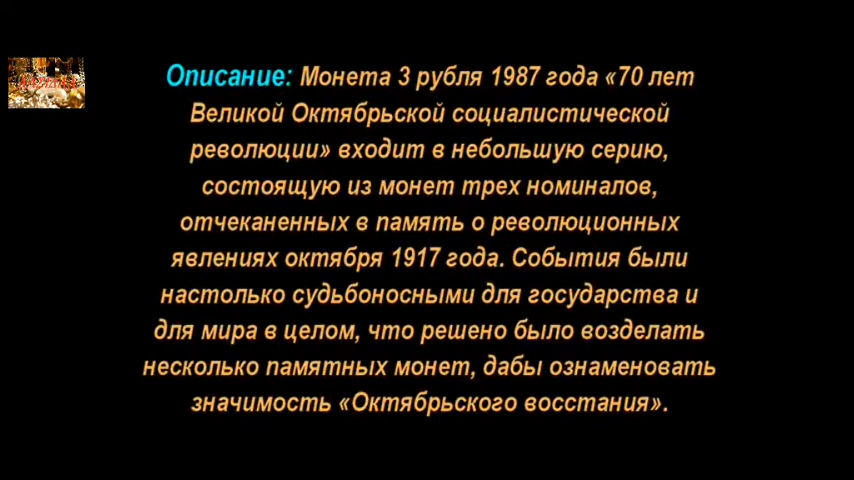 Описание: Монета 3 рубля 1987 года «70 лет
Великой Октябрьской социалистической
революции» входит в небольшую серию,
состоящую из монет трех номиналов,
отчеканенных в память о революционных
явлениях октября 1917 года. События были
настолько судьбоносными для государства и
для мира в целом, что решено было возделать
несколько памятных монет, дабы ознаменовать
значимость «Октябрьского восстания».